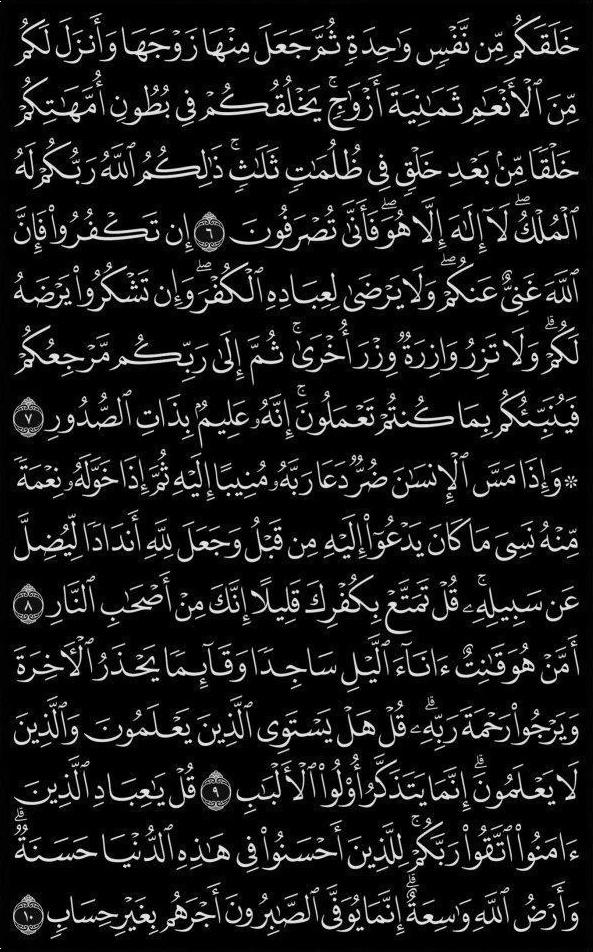 خَلَقَكُم مِّن نَّفْسٍ وَٰحِدَةٍ ثُمَّ جَعَلَ مِنْهَا زَوْجَهَا وَأَنزَلَ لَكُم
مِّنَ ٱلْأَنْعَٰمِ ثَمَٰنِيَةَ أَزْوَٰجٍۚ يَخْلُقُكُمْ فِى بُطُونِ أُمَّهَٰتِكُمْ
خَلْقًا مِّنۢ بَعْدِ خَلْقٍ فِى ظُلُمَٰتٍ ثَلَٰثٍۚ ذَٰلِكُمُ ٱللَّهُ رَبُّكُمْ لَهُ
ٱلْمُلْكُۖ لَآ إِلَٰهَ إِلَّا هُوَۖ فَأَنَّىٰ تُصْرَفُونَ ٦ إِن تَكْفُرُوا۟ فَإِنَّ
ٱللَّهَ غَنِىٌّ عَنكُمْۖ وَلَا يَرْضَىٰ لِعِبَادِهِ ٱلْكُفْرَۖ وَإِن تَشْكُرُوا۟ يَرْضَهُ
لَكُمْۗ وَلَا تَزِرُ وَازِرَةٌ وِزْرَ أُخْرَىٰۚ ثُمَّ إِلَىٰ رَبِّكُم مَّرْجِعُكُمْ
فَيُنَبِّئُكُم بِمَا كُنتُمْ تَعْمَلُونَۚ إِنَّهُۥ عَلِيمٌۢ بِذَاتِ ٱلصُّدُورِ ٧
۞ وَإِذَا مَسَّ ٱلْإِنسَٰنَ ضُرٌّ دَعَا رَبَّهُۥ مُنِيبًا إِلَيْهِ ثُمَّ إِذَا خَوَّلَهُۥ نِعْمَةً
مِّنْهُ نَسِىَ مَا كَانَ يَدْعُوٓا۟ إِلَيْهِ مِن قَبْلُ وَجَعَلَ لِلَّهِ أَندَادًا لِّيُضِلَّ
عَن سَبِيلِهِۦۚ قُلْ تَمَتَّعْ بِكُفْرِكَ قَلِيلًاۖ إِنَّكَ مِنْ أَصْحَٰبِ ٱلنَّارِ ٨
أَمَّنْ هُوَ قَٰنِتٌ ءَانَآءَ ٱلَّيْلِ سَاجِدًا وَقَآئِمًا يَحْذَرُ ٱلْءَاخِرَةَ
وَيَرْجُوا۟ رَحْمَةَ رَبِّهِۦۗ قُلْ هَلْ يَسْتَوِى ٱلَّذِينَ يَعْلَمُونَ وَٱلَّذِينَ
لَا يَعْلَمُونَۗ إِنَّمَا يَتَذَكَّرُ أُو۟لُوا۟ ٱلْأَلْبَٰبِ ٩ قُلْ يَٰعِبَادِ ٱلَّذِينَ
ءَامَنُوا۟ ٱتَّقُوا۟ رَبَّكُمْۚ لِلَّذِينَ أَحْسَنُوا۟ فِى هَٰذِهِ ٱلدُّنْيَا حَسَنَةٌۗ
وَأَرْضُ ٱللَّهِ وَٰسِعَةٌۗ إِنَّمَا يُوَفَّى ٱلصَّٰبِرُونَ أَجْرَهُم بِغَيْرِ حِسَابٍ ١٠